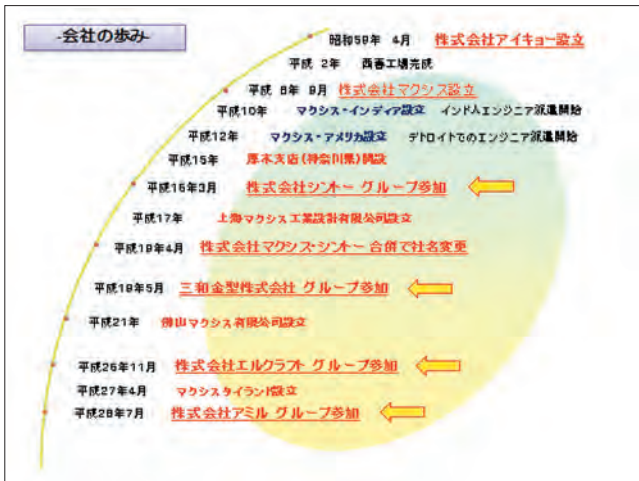 -会社の歩み-
昭和59年 4月 株式会社アイキョー設立
平成 2年 西春工場完成
平成 8年 9月 株式会社マクシス設立
平成10年 マクシス・インディア設立 インド人エンジニア派遣開始
平成12年 マクシス・アメリカ設立 デトロイトでのエンジニア派遣開始
平成15年 厚木支店(神奈川県)開設
平成16年3月 株式会社シントー グループ参加
平成17年 上海マクシス工業設計有限公司設立
平成19年4月 株式会社マクシス・シントー 合併で社名変更
平成19年5月 三和金型株式会社 グループ参加
平成21年 佛山マクシス有限公司設立
平成26年11月 株式会社エルクラフト グループ参加
平成27年4月 マクシスタイランド設立
平成28年7月 株式会社アミル グループ参加